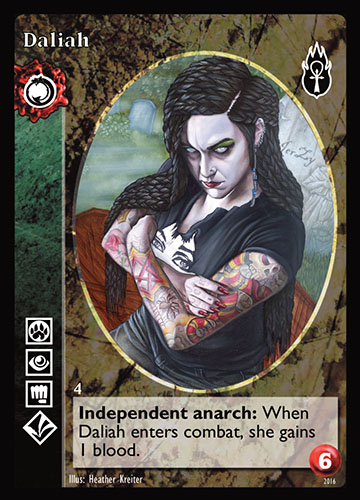 Daliah
4
Independent anarch: When
Daliah enters combat, she gains
1 blood.
6
Illus: Heather Kreiter
2016